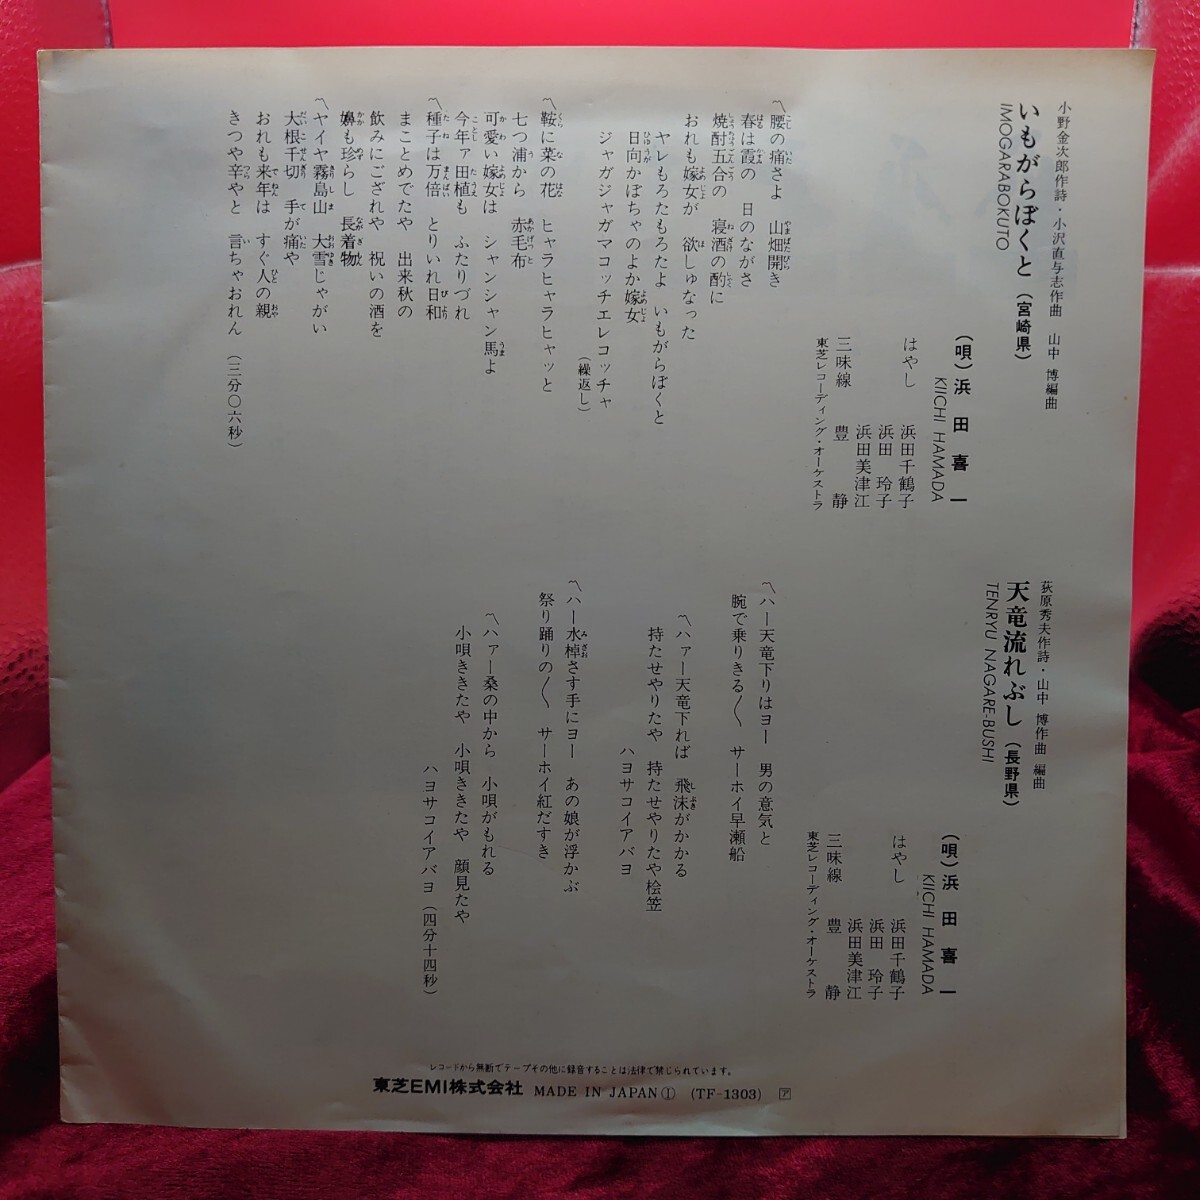 小野金次郎作詩・小沢直与志作曲 山中 博編曲
いもがらぼくと（宮崎県）
IMOGARABOKUTO
（唄）浜田喜一
KIICHI HAMADA
はやし 浜田千鶴子
浜田 玲子
浜田美津江
三味線 豊 静
東芝レコーディング・オーケストラ
〽腰の痛さよ 山畑開き
春は霞の 日のながさ
焼酎五合の 寝酒の酌に
おれも嫁女が 欲しゅなった
ヤレもろたもろたよ いもがらぼくと
日向かぼちゃのよか嫁女
ジャガジャガマコッチエレコッチャ
（繰返し）
〽鞍に菜の花 ヒャラヒャラヒャッと
七つ浦から 赤毛布
可愛い嫁女は シャンシャン馬よ
今年ァ田植も ふたりづれ
〽種子は万倍 とりいれ日和
まことめでたや 出来秋の
飲みにござれや 祝いの酒を
嫁も珍らし 長着物
〽ヤイヤ霧島山 大雪じゃがい
大根千切 手が痛や
おれも来年は すぐ人の親
きつや辛やと 言ちゃおれん （三分〇六秒）
荻原秀夫作詩・山中 博作曲 編曲
天竜流れぶし（長野県）
TENRYU NAGARE-BUSHI
（唄）浜田喜一
KIICHI HAMADA
はやし 浜田千鶴子
浜田 玲子
浜田美津江
三味線 豊 静
東芝レコーディング・オーケストラ
〽ハー天竜下りはヨー 男の意気と
腕で乗りきる〱 サーホイ早瀬船
〽ハァー天竜下れば 飛沫がかかる
持たせやりたや 持たせやりたや桧笠
ハヨサコイアバヨ
〽ハー水棹さす手にヨー あの娘が浮かぶ
祭り踊りの〱 サーホイ紅だすき
〽ハァー桑の中から 小唄がもれる
小唄ききたや 小唄ききたや 顔見たや
ハヨサコイアバヨ（四分十四秒）
レコードから無断でテープその他に録音することは法律で禁じられています。
東芝EMI株式会社 MADE IN JAPAN Ⓘ (TF-1303) ア